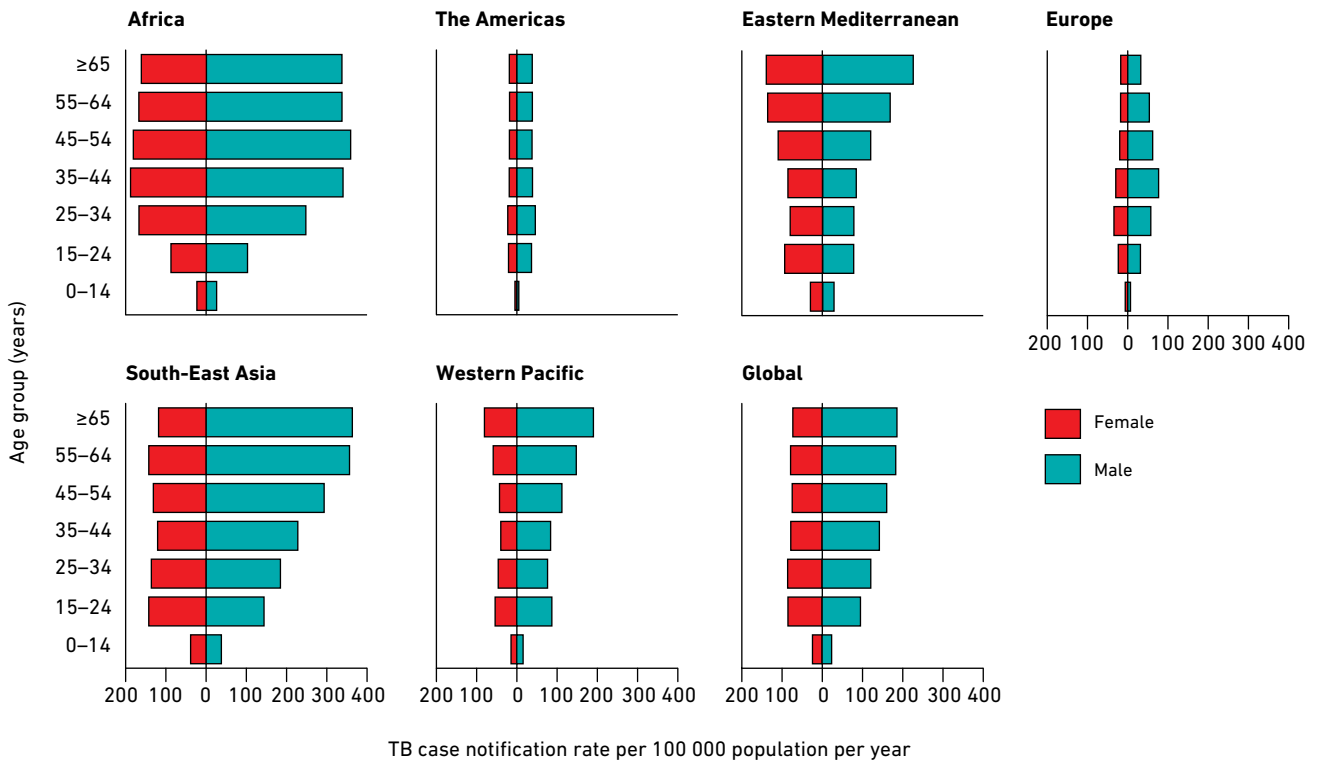 Africa
The Americas
Eastern Mediterranean
Europe
≥65
55–64
45–54
35–44
25–34
15–24
0–14
200 100 0 100 200 300 400
South-East Asia
Western Pacific
Global
≥65
55–64
45–54
35–44
25–34
15–24
0–14
200 100 0 100 200 300 400
200 100 0 100 200 300 400
200 100 0 100 200 300 400
Age group (years)
Female
Male
TB case notification rate per 100 000 population per year